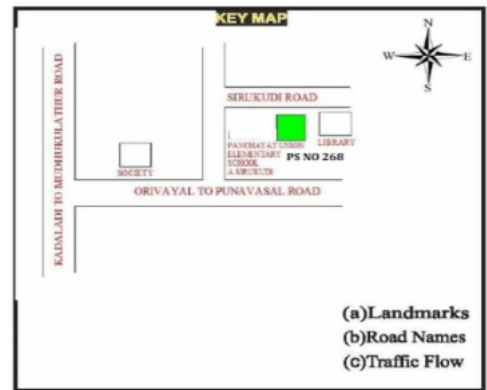 KEY MAP
N
W
E
S
KADALADI TO MUDHUKULATHUR ROAD
SIRUKUDI ROAD
PANCHAYAT UNION
ELEMENTARY
SCHOOL
A.SIRUKUDI
PS NO 268
LIBRARY
SOCIETY
ORIVAYAL TO PUNAVASAL ROAD
(a)Landmarks
(b)Road Names
(c)Traffic Flow